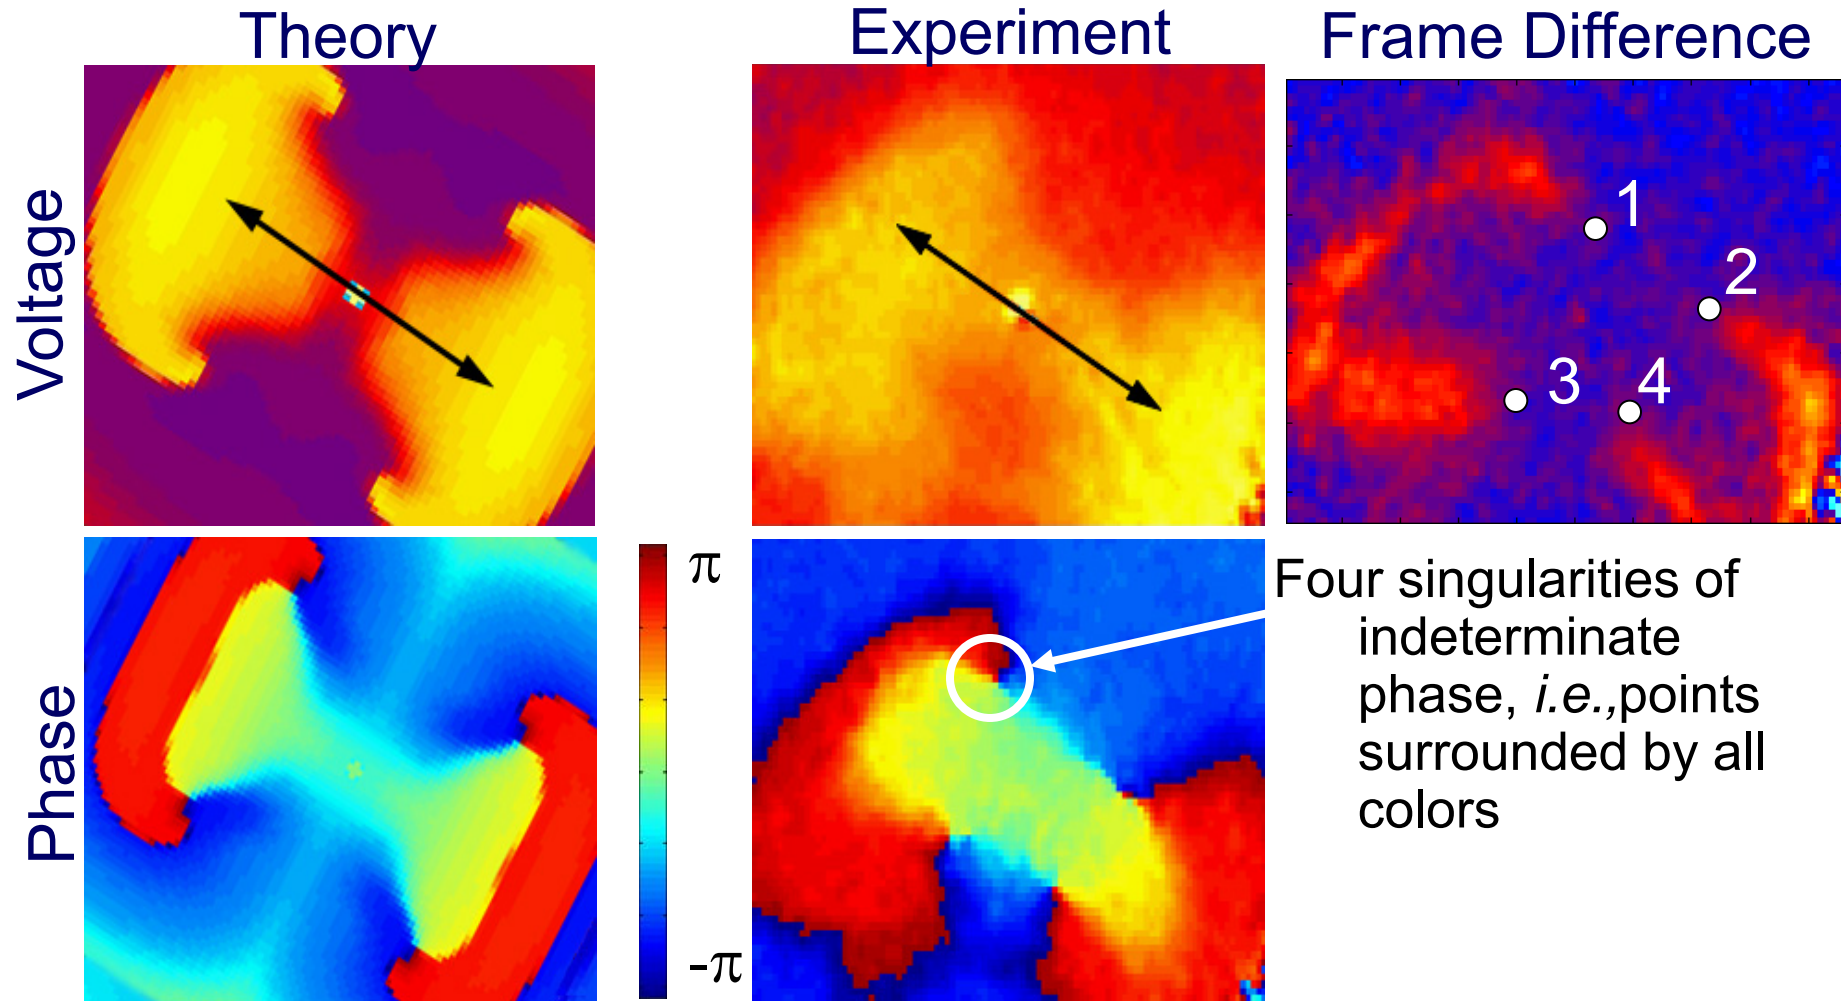 Theory
Experiment
Frame Difference
Voltage
1
2
3
4
Phase
π
-π
Four singularities of
indeterminate
phase, i.e.,points
surrounded by all
colors